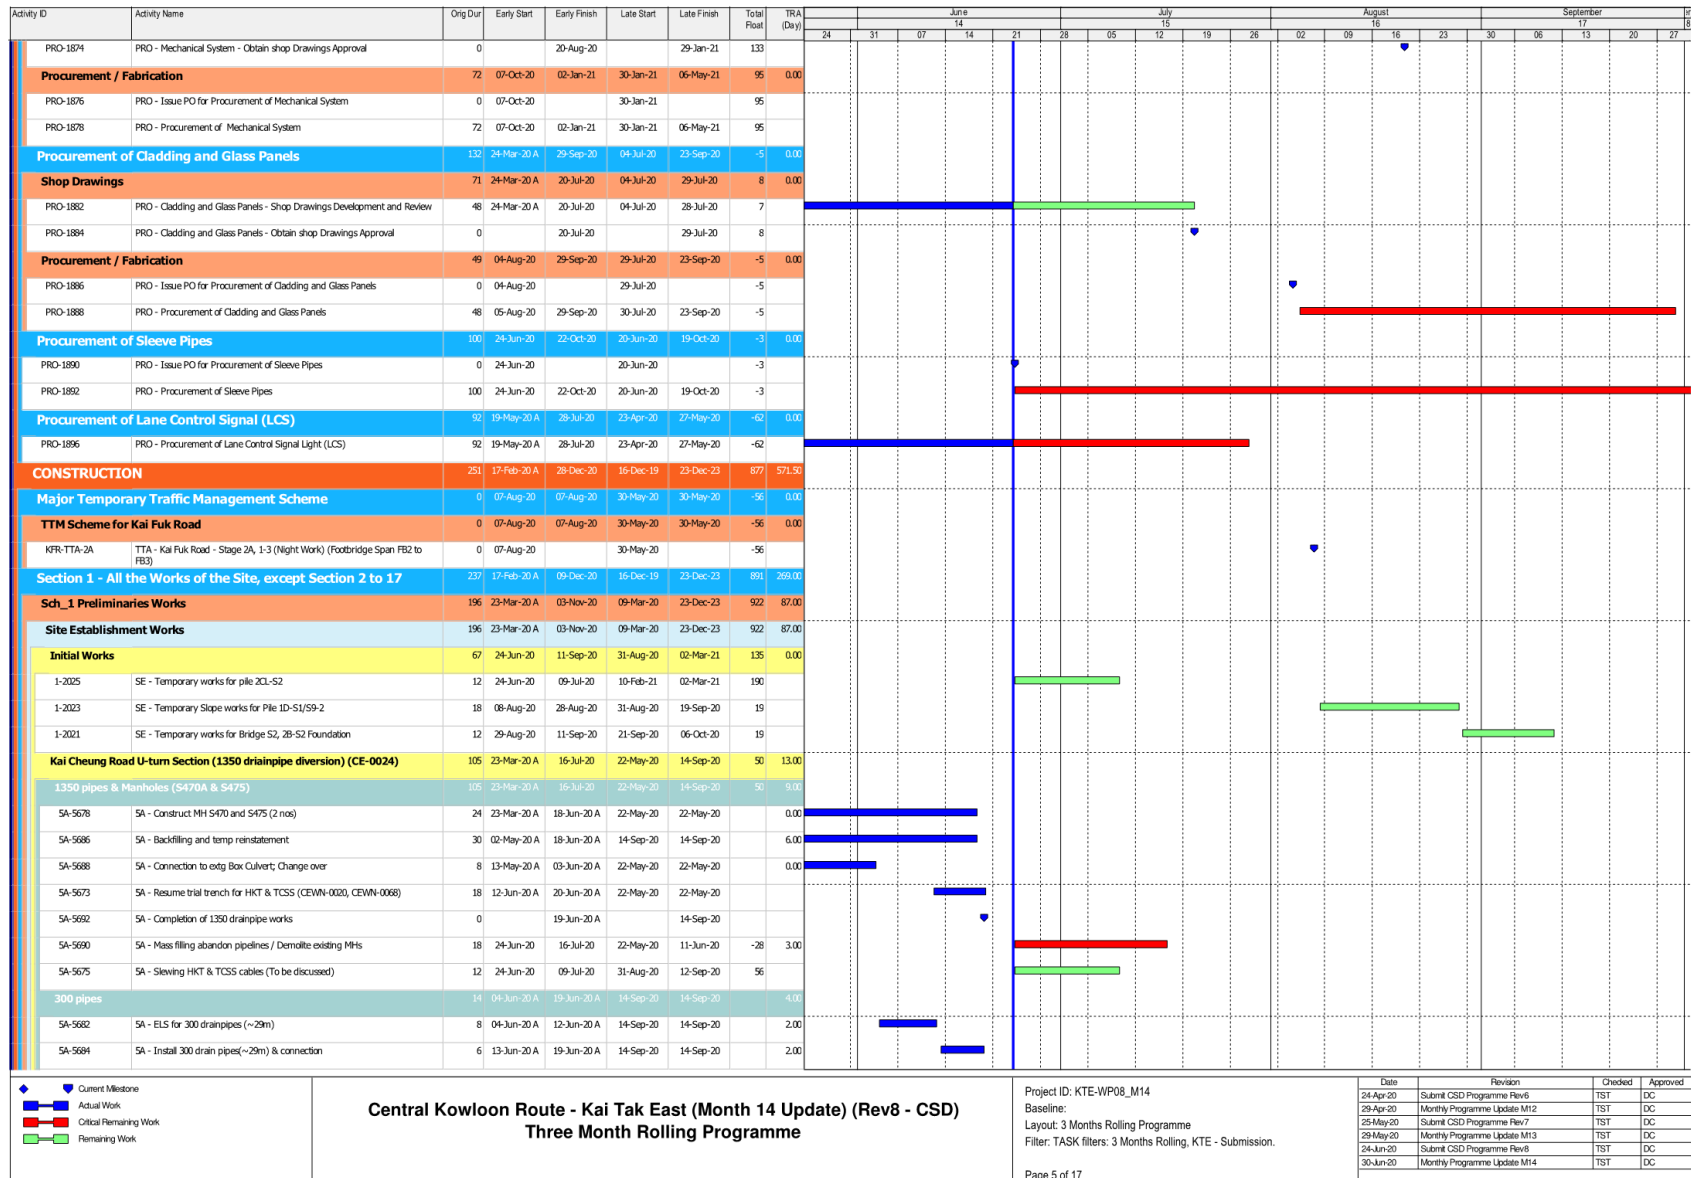 Activity ID Activity Name Orig Dur Early Start Early Finish Late Start Late Finish Total Float TRA (Day) June July August September
14 15 16 17 8
24 31 07 14 21 28 05 12 19 26 02 09 16 23 30 06 13 20 27
PRO-1874 PRO - Mechanical System - Obtain shop Drawings Approval 0 20-Aug-20 29-Jan-21 133
Procurement / Fabrication 72 07-Oct-20 02-Jan-21 30-Jan-21 06-May-21 95 0.00
PRO-1876 PRO - Issue PO for Procurement of Mechanical System 0 07-Oct-20 30-Jan-21 95
PRO-1878 PRO - Procurement of Mechanical System 72 07-Oct-20 02-Jan-21 30-Jan-21 06-May-21 95
Procurement of Cladding and Glass Panels 132 24-Mar-20 A 29-Sep-20 04-Jul-20 23-Sep-20 -5 0.00
Shop Drawings 71 24-Mar-20 A 20-Jul-20 04-Jul-20 29-Jul-20 8 0.00
PRO-1882 PRO - Cladding and Glass Panels - Shop Drawings Development and Review 48 24-Mar-20 A 20-Jul-20 04-Jul-20 28-Jul-20 7
PRO-1884 PRO - Cladding and Glass Panels - Obtain shop Drawings Approval 0 20-Jul-20 29-Jul-20 8
Procurement / Fabrication 49 04-Aug-20 29-Sep-20 29-Jul-20 23-Sep-20 -5 0.00
PRO-1886 PRO - Issue PO for Procurement of Cladding and Glass Panels 0 04-Aug-20 29-Jul-20 -5
PRO-1888 PRO - Procurement of Cladding and Glass Panels 48 05-Aug-20 29-Sep-20 30-Jul-20 23-Sep-20 -5
Procurement of Sleeve Pipes 100 24-Jun-20 22-Oct-20 20-Jun-20 19-Oct-20 -3 0.00
PRO-1890 PRO - Issue PO for Procurement of Sleeve Pipes 0 24-Jun-20 20-Jun-20 -3
PRO-1892 PRO - Procurement of Sleeve Pipes 100 24-Jun-20 22-Oct-20 20-Jun-20 19-Oct-20 -3
Procurement of Lane Control Signal (LCS) 92 19-May-20 A 28-Jul-20 23-Apr-20 27-May-20 -62 0.00
PRO-1896 PRO - Procurement of Lane Control Signal Light (LCS) 92 19-May-20 A 28-Jul-20 23-Apr-20 27-May-20 -62
CONSTRUCTION 251 17-Feb-20 A 28-Dec-20 16-Dec-19 23-Dec-23 877 571.50
Major Temporary Traffic Management Scheme 0 07-Aug-20 07-Aug-20 30-May-20 30-May-20 -56 0.00
TTM Scheme for Kai Fuk Road 0 07-Aug-20 07-Aug-20 30-May-20 30-May-20 -56 0.00
KFR-TTA-2A TTA - Kai Fuk Road - Stage 2A, 1-3 (Night Work) (Footbridge Span FB2 to FB3) 0 07-Aug-20 30-May-20 -56
Section 1 - All the Works of the Site, except Section 2 to 17 237 17-Feb-20 A 09-Dec-20 16-Dec-19 23-Dec-23 891 269.00
Sch_1 Preliminaries Works 196 23-Mar-20 A 03-Nov-20 09-Mar-20 23-Dec-23 922 87.00
Site Establishment Works 196 23-Mar-20 A 03-Nov-20 09-Mar-20 23-Dec-23 922 87.00
Initial Works 67 24-Jun-20 11-Sep-20 31-Aug-20 02-Mar-21 135 0.00
1-2025 SE - Temporary works for pile 2CL-S2 12 24-Jun-20 09-Jul-20 10-Feb-21 02-Mar-21 190
1-2023 SE - Temporary Slope works for Pile 1D-S1/S9-2 18 08-Aug-20 28-Aug-20 31-Aug-20 19-Sep-20 19
1-2021 SE - Temporary works for Bridge S2, 2B-S2 Foundation 12 29-Aug-20 11-Sep-20 21-Sep-20 06-Oct-20 19
Kai Cheung Road U-turn Section (1350 driainpipe diversion) (CE-0024) 105 23-Mar-20 A 16-Jul-20 22-May-20 14-Sep-20 50 13.00
1350 pipes & Manholes (S470A & S475) 105 23-Mar-20 A 16-Jul-20 22-May-20 14-Sep-20 50 9.00
5A-5678 5A - Construct MH S470 and S475 (2 nos) 24 23-Mar-20 A 18-Jun-20 A 22-May-20 22-May-20 0.00
5A-5686 5A - Backfilling and temp reinstatement 30 02-May-20 A 18-Jun-20 A 14-Sep-20 14-Sep-20 6.00
5A-5688 5A - Connection to extg Box Culvert; Change over 8 13-May-20 A 03-Jun-20 A 22-May-20 22-May-20 0.00
5A-5673 5A - Resume trial trench for HKT & TCSS (CEWN-0020, CEWN-0068) 18 12-Jun-20 A 20-Jun-20 A 22-May-20 22-May-20
5A-5692 5A - Completion of 1350 drainpipe works 0 19-Jun-20 A 14-Sep-20
5A-5690 5A - Mass filling abandon pipelines / Demolite existing MHs 18 24-Jun-20 16-Jul-20 22-May-20 11-Jun-20 -28 3.00
5A-5675 5A - Slewing HKT & TCSS cables (To be discussed) 12 24-Jun-20 09-Jul-20 31-Aug-20 12-Sep-20 56
300 pipes 14 04-Jun-20 A 19-Jun-20 A 14-Sep-20 14-Sep-20 4.00
5A-5682 5A - ELS for 300 drainpipes (~29m) 8 04-Jun-20 A 12-Jun-20 A 14-Sep-20 14-Sep-20 2.00
5A-5684 5A - Install 300 drain pipes(~29m) & connection 6 13-Jun-20 A 19-Jun-20 A 14-Sep-20 14-Sep-20 2.00
Current Milestone
Actual Work
Critical Remaining Work
Remaining Work
Central Kowloon Route - Kai Tak East (Month 14 Update) (Rev8 - CSD)
Three Month Rolling Programme
Project ID: KTE-WP08_M14
Baseline:
Layout: 3 Months Rolling Programme
Filter: TASK filters: 3 Months Rolling, KTE - Submission.
Page 5 of 17
Date Revision Checked Approved
24-Apr-20 Submit CSD Programme Rev6 TST DC
29-Apr-20 Monthly Programme Update M12 TST DC
25-May-20 Submit CSD Programme Rev7 TST DC
29-May-20 Monthly Programme Update M13 TST DC
24-Jun-20 Submit CSD Programme Rev8 TST DC
30-Jun-20 Monthly Programme Update M14 TST DC